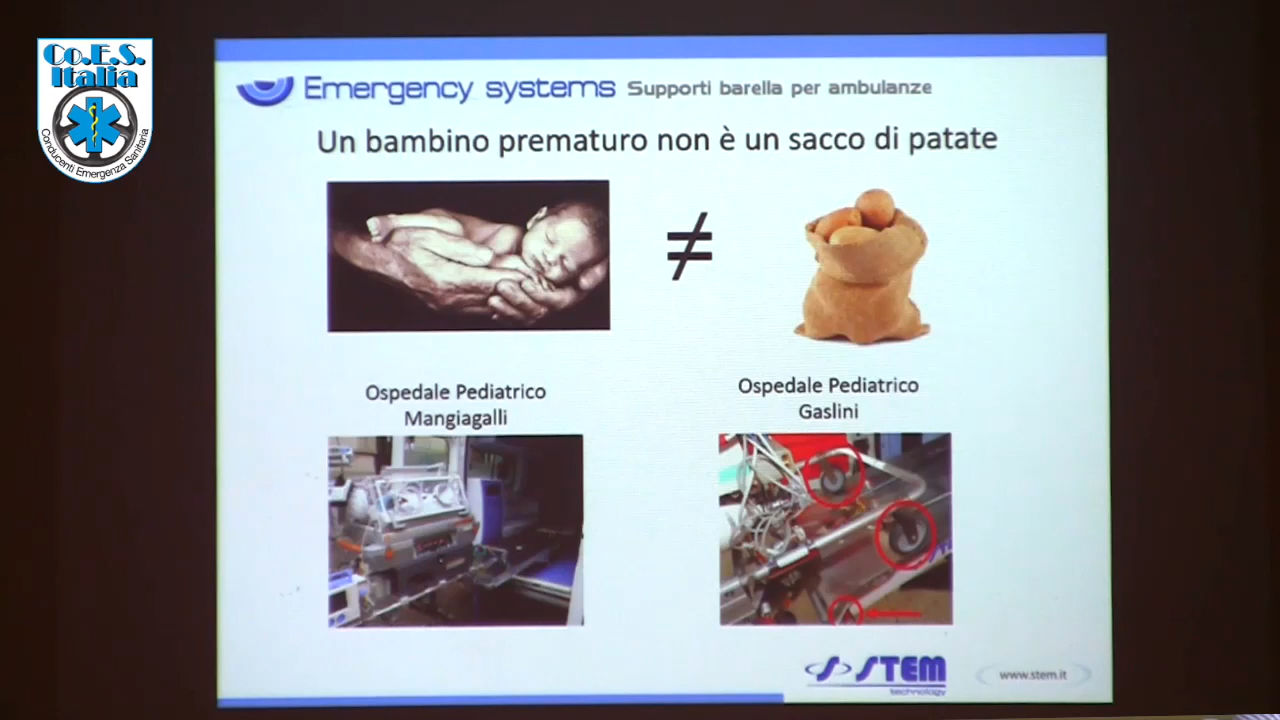 Co.E.S.
Italia
Conducenti Emergenza Sanitaria
Emergency systems Supporti barella per ambulanze
Un bambino prematuro non è un sacco di patate
≠
Ospedale Pediatrico
Mangiagalli
Ospedale Pediatrico
Gaslini
STEM
technology
www.stem.it